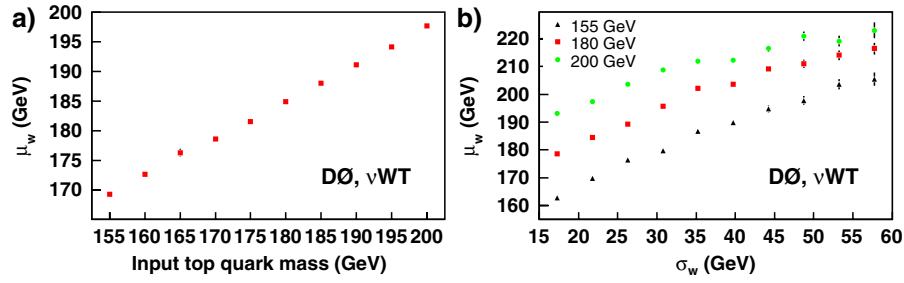 a)
200
195
190
185
180
175
170
μw (GeV)
DØ, νWT
155 160 165 170 175 180 185 190 195 200
Input top quark mass (GeV)
b)
220
210
200
190
180
170
160
μw (GeV)
155 GeV
180 GeV
200 GeV
DØ, νWT
15 20 25 30 35 40 45 50 55 60
σw (GeV)